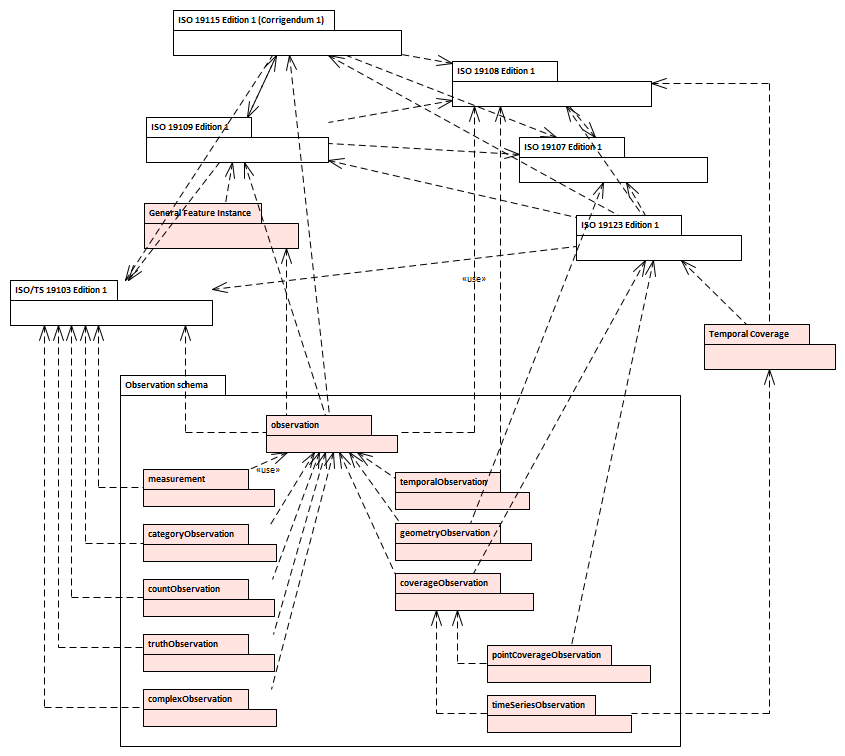 ISO 19115 Edition 1 (Corrigendum 1)
ISO 19108 Edition 1
ISO 19109 Edition 1
ISO 19107 Edition 1
General Feature Instance
ISO 19123 Edition 1
«use»
ISO/TS 19103 Edition 1
Temporal Coverage
Observation schema
observation
«use»
measurement
temporalObservation
categoryObservation
geometryObservation
countObservation
coverageObservation
truthObservation
pointCoverageObservation
complexObservation
timeSeriesObservation